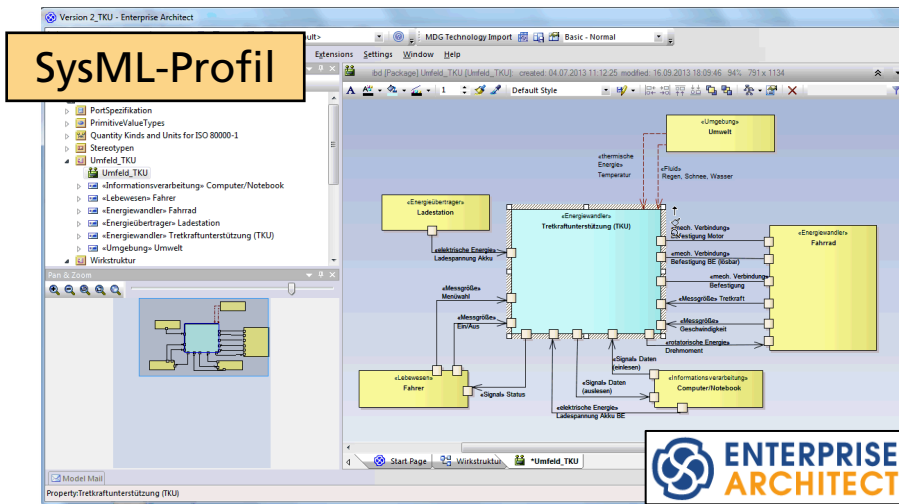 Version 2_TKU - Enterprise Architect
SysML-Profil
ult>
MDG Technology Import
Basic - Normal
Extensions Settings Window Help
ibd [Package] Umfeld_TKU [Umfeld_TKU]: created: 04.07.2013 11:12:25 modified: 16.09.2013 18:09:46 94% 791 x 1134
A
1
Default Style
PortSpezifikation
PrimitiveValueTypes
Quantity Kinds and Units for ISO 80000-1
Stereotypen
Umfeld_TKU
Umfeld_TKU
«Informationsverarbeitung» Computer/Notebook
«Lebewesen» Fahrer
«Energiewandler» Fahrrad
«Energieübertrager» Ladestation
«Energiewandler» Tretkraftunterstützung (TKU)
«Umgebung» Umwelt
Wirkstruktur
Pan & Zoom
Model Mail
Property:Tretkraftunterstützung (TKU)
«Umgebung»
Umwelt
«thermische
Energie»
Temperatur
«Fluid»
Regen, Schnee, Wasser
«Energieübertrager»
Ladestation
«elektrische Energie»
Ladespannung Akku
«Energiewandler»
Tretkraftunterstützung (TKU)
«mech. Verbindung»
Befestigung Motor
«mech. Verbindung»
Befestigung BE (lösbar)
«mech. Verbindung»
Befestigung
«Messgröße» Tretkraft
«Messgröße»
Geschwindigkeit
«rotatorische Energie»
Drehmoment
«Energiewandler»
Fahrrad
«Messgröße»
Menüwahl
«Messgröße»
Ein/Aus
«Lebewesen»
Fahrer
«Signal» Status
«Signal» Daten
(einlesen)
«Signal» Daten
(auslesen)
«elektrische Energie»
Ladespannung Akku BE
«Informationsverarbeitung»
Computer/Notebook
Start Page
Wirkstruktur
*Umfeld_TKU
ENTERPRISE
ARCHITECT